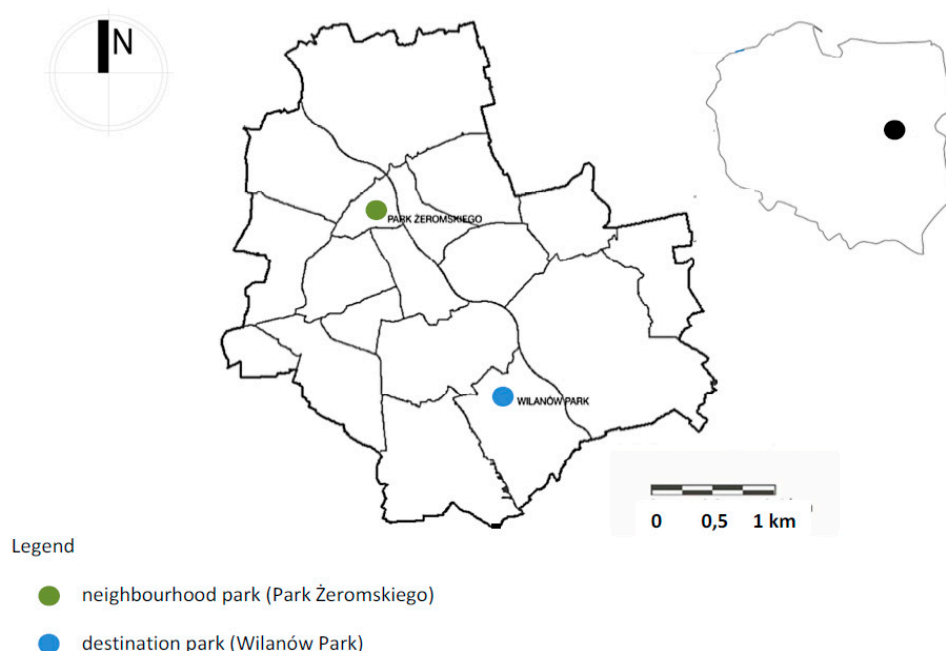 N
PARK ŻEROMSKIEGO
WILANÓW PARK
0 0,5 1 km
Legend
neighbourhood park (Park Żeromskiego)
destination park (Wilanów Park)